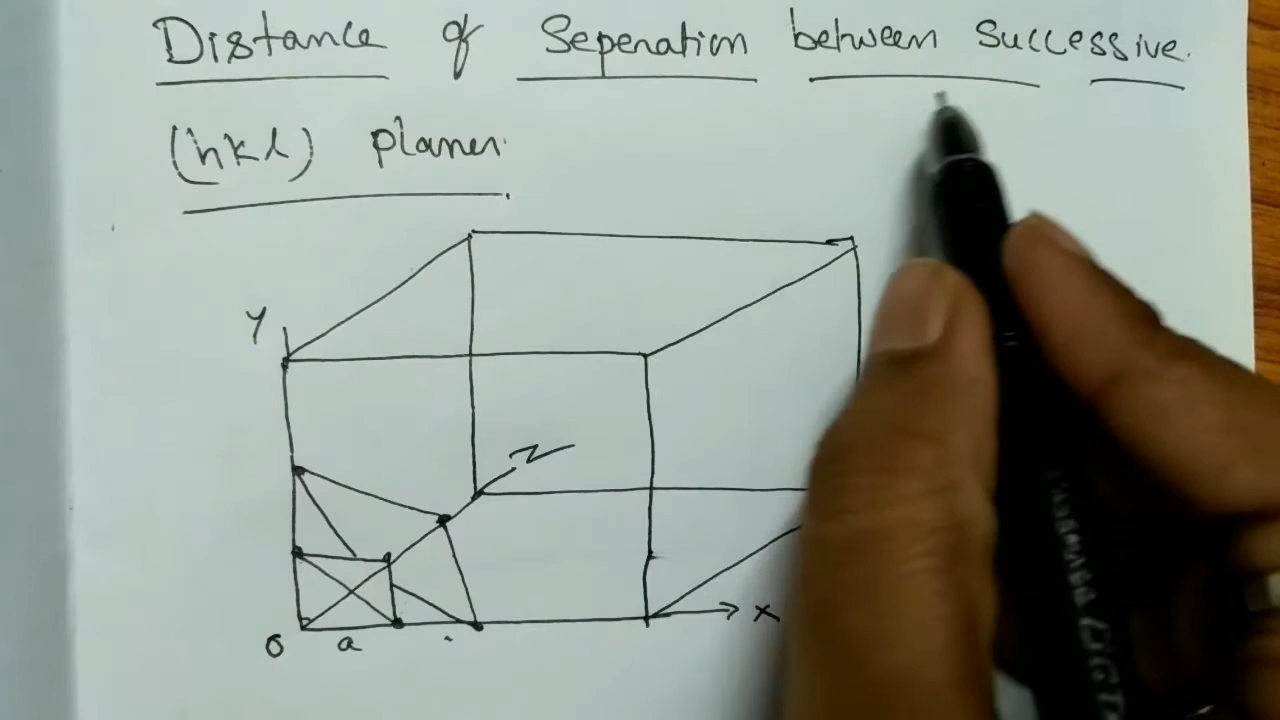 Distance of Seperation between Successive.
(hkl) planes.
Y
Z
X
O a